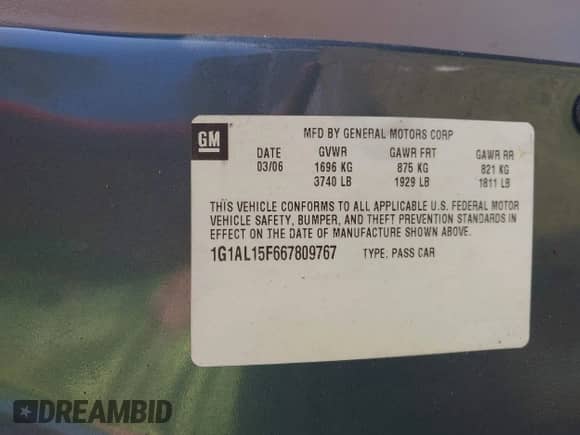 GM
MFD BY GENERAL MOTORS CORP
DATE GVWR GAWR FRT GAWR RR
03/06 1696 KG 875 KG 821 KG
3740 LB 1929 LB 1811 LB
THIS VEHICLE CONFORMS TO ALL APPLICABLE U.S. FEDERAL MOTOR
VEHICLE SAFETY, BUMPER, AND THEFT PREVENTION STANDARDS IN
EFFECT ON THE DATE OF MANUFACTURE SHOWN ABOVE.
1G1AL15F667809767 TYPE: PASS CAR
DREAMBID